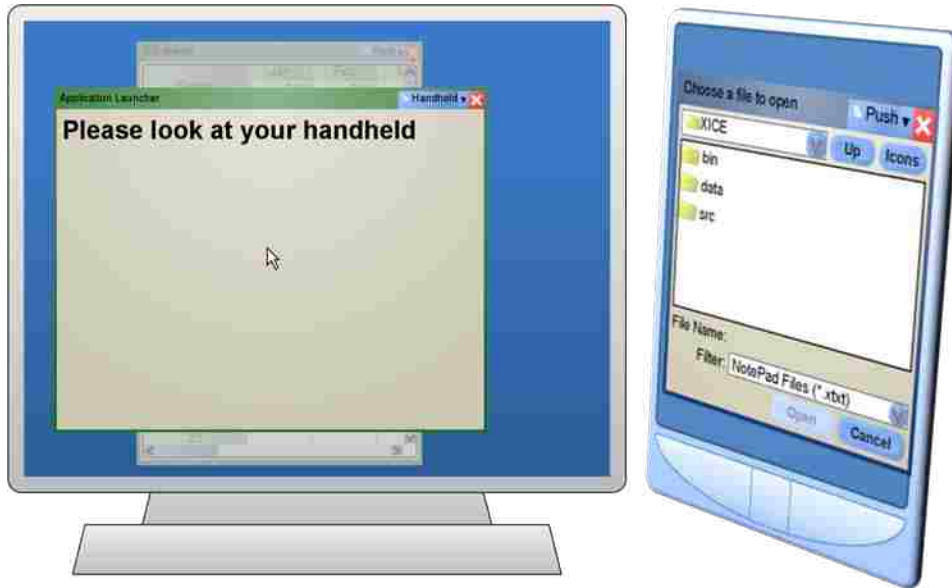 Application Launcher
Handheld
Please look at your handheld
Choose a file to open
Push
XICE
Up
Icons
bin
data
src
File Name:
Filter:
NotePad Files (*.xtxt)
Open
Cancel